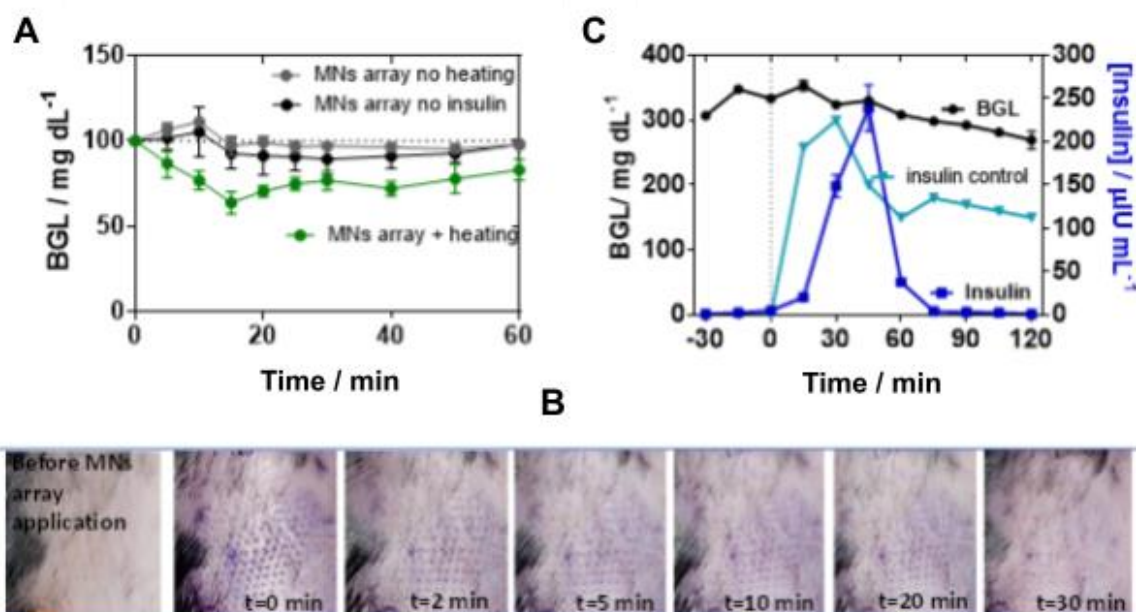 A
BGL / mg dL⁻¹
150
100
50
0
MNs array no heating
MNs array no insulin
MNs array + heating
0
20
40
60
Time / min
C
BGL/ mg dL⁻¹
400
300
200
100
0
BGL
insulin control
Insulin
300
250
200
150
100
50
0
[insulin] / µIU mL⁻¹
-30
0
30
60
90
120
Time / min
B
Before MNs
array
application
t=0 min
t=2 min
t=5 min
t=10 min
t=20 min
t=30 min